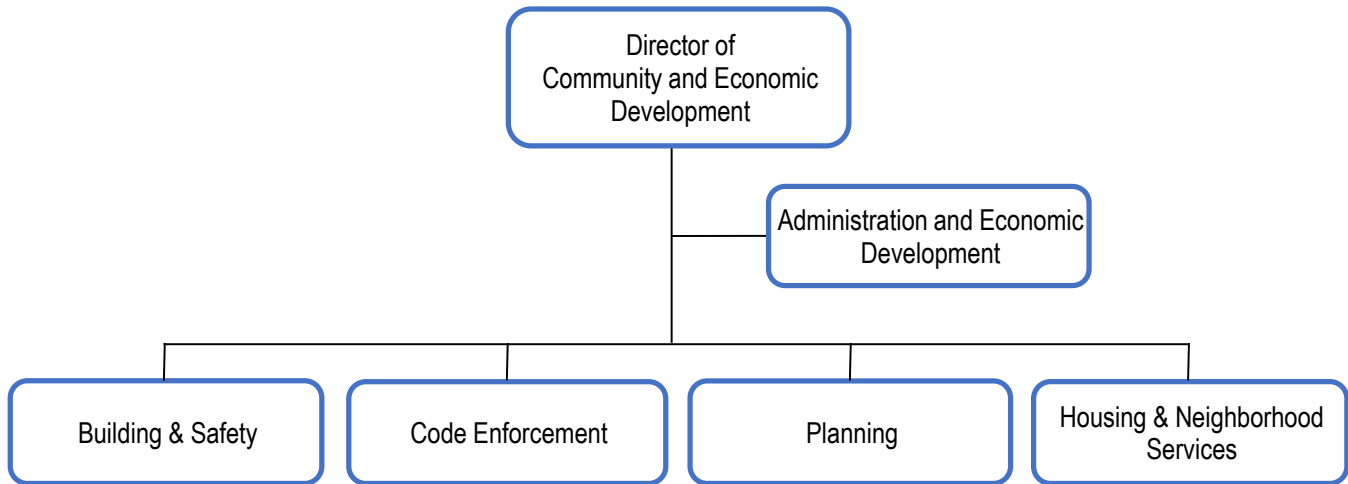 Director of
Community and Economic
Development
Administration and Economic
Development
Building & Safety
Code Enforcement
Planning
Housing & Neighborhood
Services